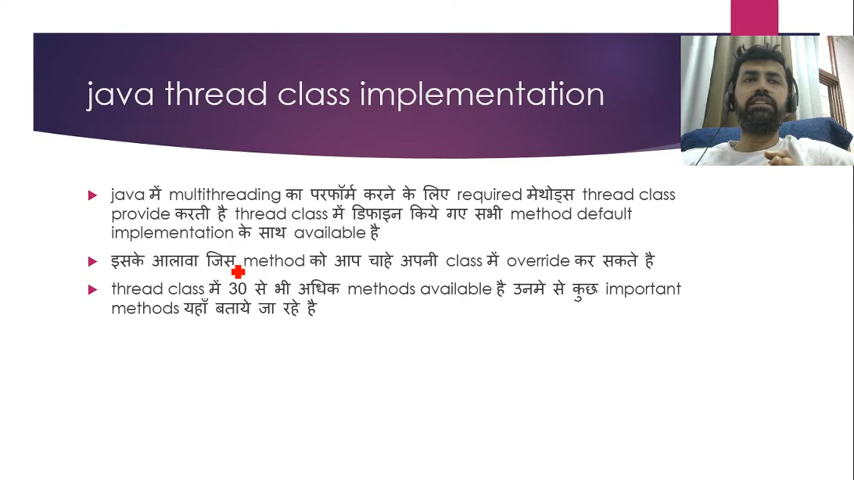 java thread class implementation
java में multithreading का परफॉर्म करने के लिए required मेथोड्स thread class
provide करती है thread class में डिफाइन किये गए सभी method default
implementation के साथ available है
इसके आलावा जिस method को आप चाहे अपनी class में override कर सकते है
thread class में 30 से भी अधिक methods available है उनमे से कुछ important
methods यहाँ बताये जा रहे है